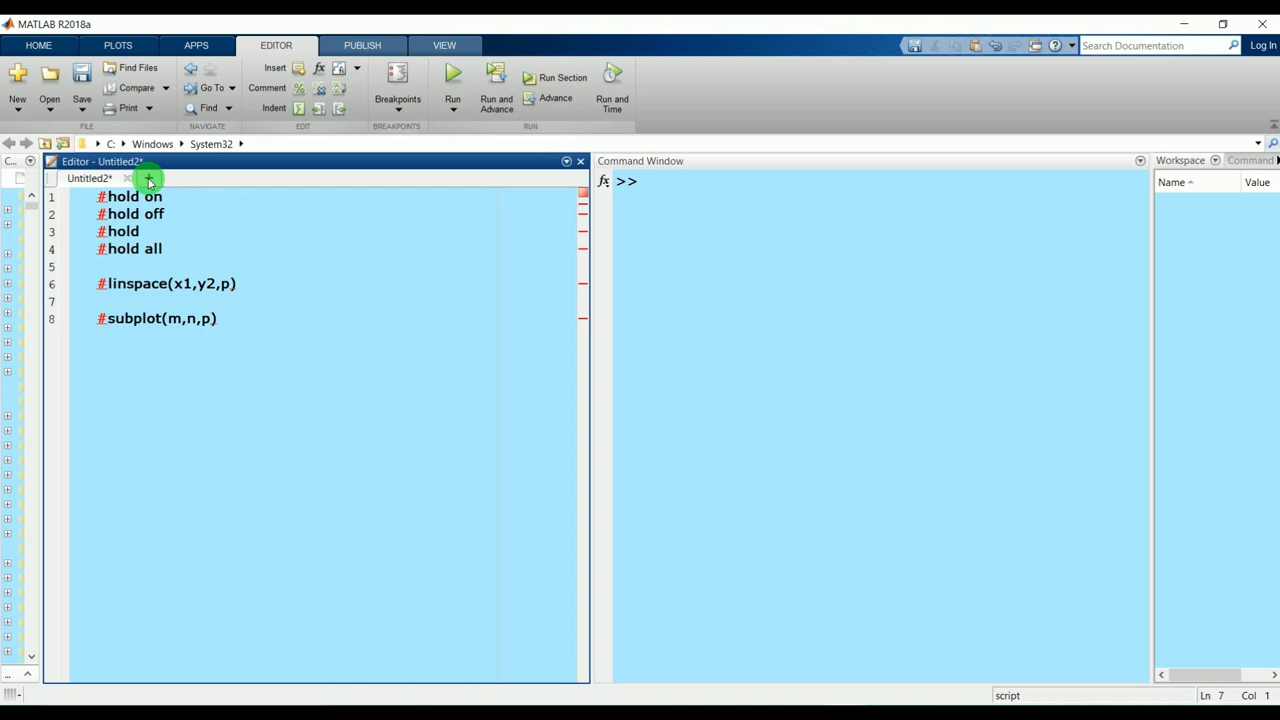 MATLAB R2018a
HOME PLOTS APPS EDITOR PUBLISH VIEW Search Documentation Log In
New Open Save Find Files Compare Print
Go To Find
Insert fx
Comment %
Indent
Breakpoints
Run Run and Advance Run Section Advance Run and Time
FILE NAVIGATE EDIT BREAKPOINTS RUN
C: Windows System32
C... Editor - Untitled2* Command Window Workspace Command
Untitled2* fx >> Name Value
1 #hold on
2 #hold off
3 #hold
4 #hold all
5
6 #linspace(x1,y2,p)
7
8 #subplot(m,n,p)
...
script Ln 7 Col 1